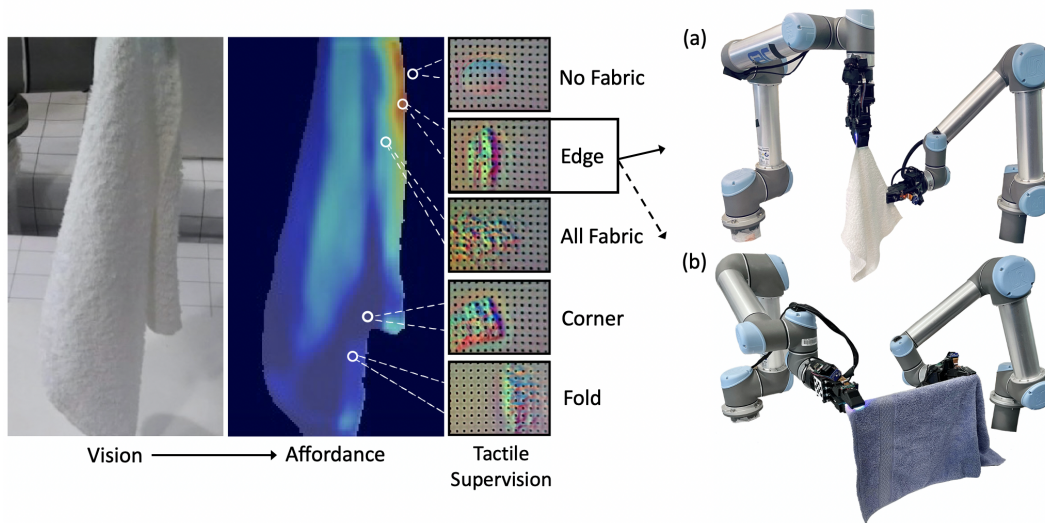 No Fabric
Edge
All Fabric
Corner
Fold
Vision
Affordance
Tactile
Supervision
(a)
(b)